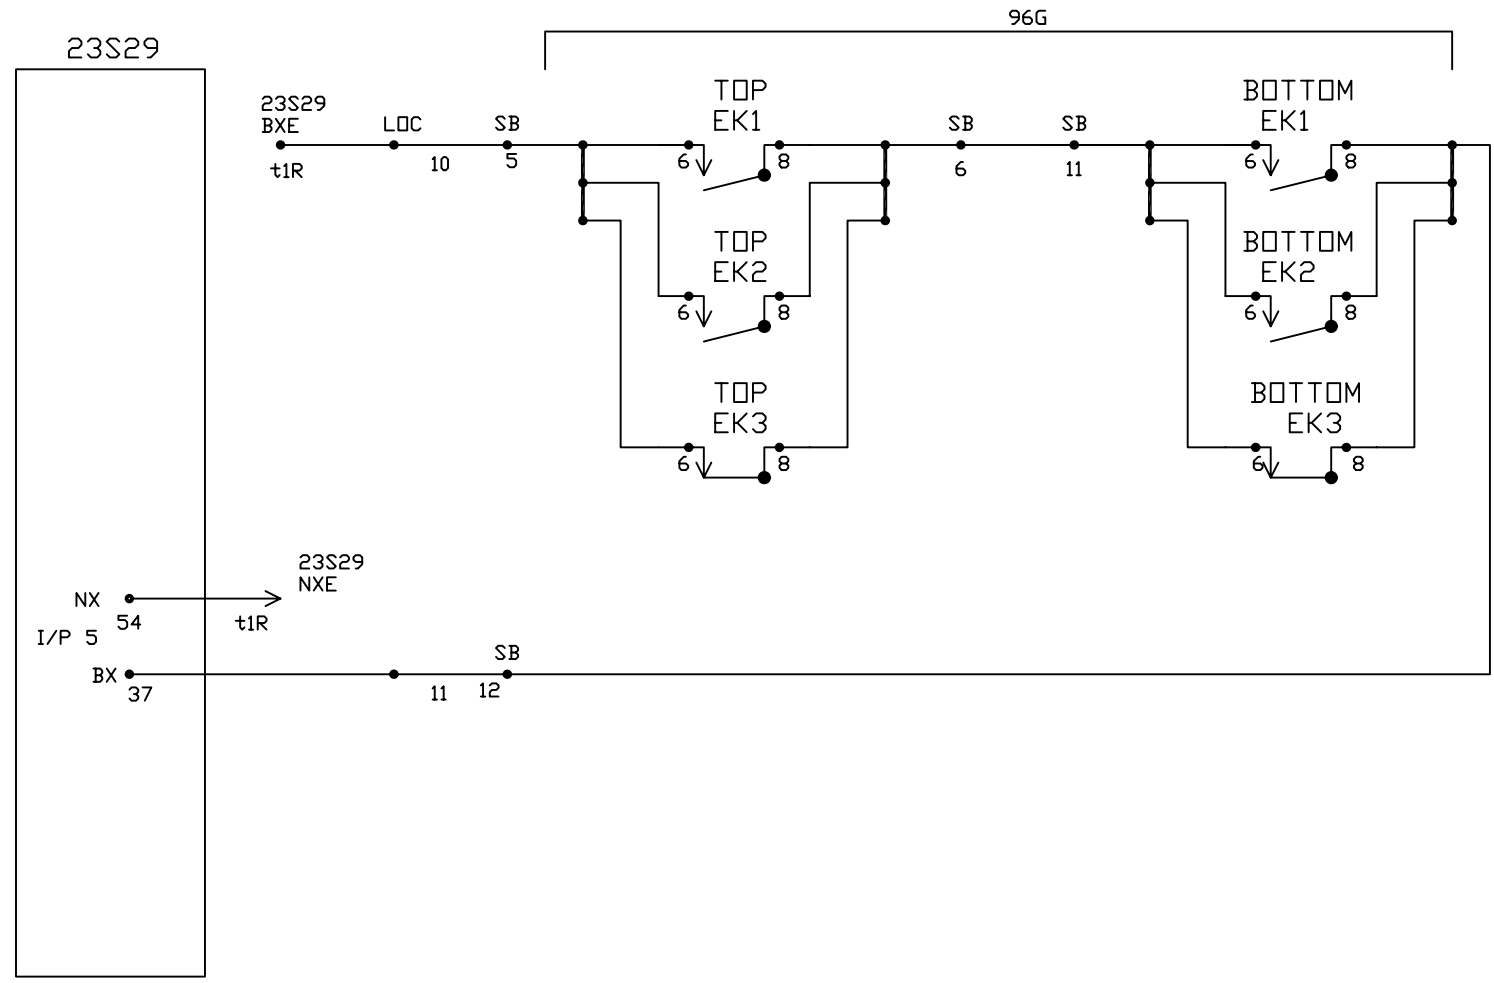 96G
23S29
23S29
BXE
t1R
LOC
10
SB
5
TOP
EK1
6
8
SB
6
SB
11
BOTTOM
EK1
6
8
TOP
EK2
6
8
BOTTOM
EK2
6
8
TOP
EK3
6
8
BOTTOM
EK3
6
8
23S29
NXE
NX
54
t1R
I/P 5
BX
37
11
SB
12